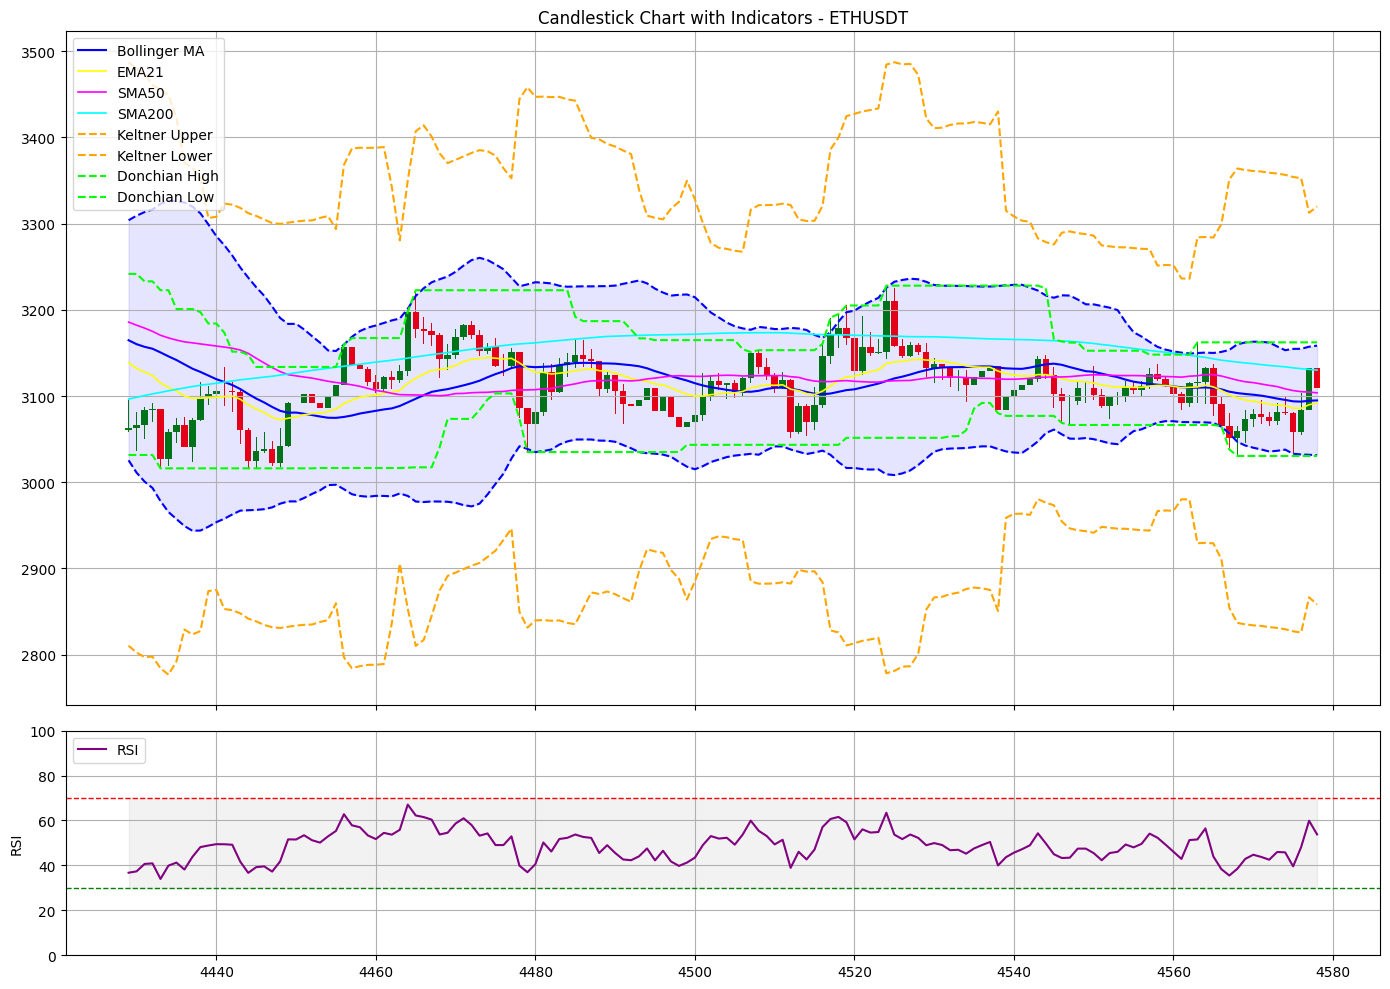 Candlestick Chart with Indicators - ETHUSDT
3500
3400
3300
3200
3100
3000
2900
2800
Bollinger MA
EMA21
SMA50
SMA200
Keltner Upper
Keltner Lower
Donchian High
Donchian Low
RSI
100
80
60
40
20
0
RSI
4440 4460 4480 4500 4520 4540 4560 4580